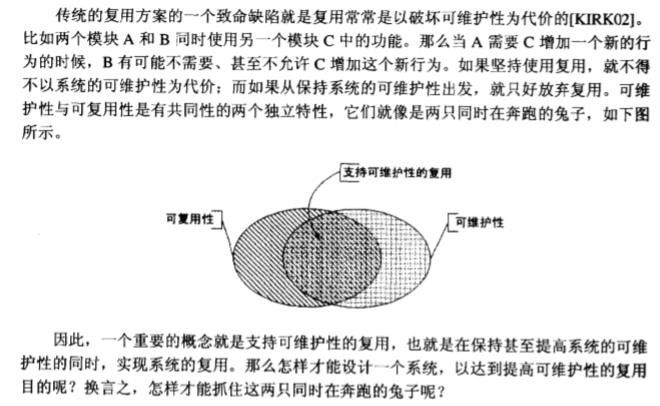 传统的复用方案的一个致命缺陷就是复用常常是以破坏可维护性为代价的[KIRK02]。
比如两个模块 A 和 B 同时使用另一个模块 C 中的功能。那么当 A 需要 C 增加一个新的行
为的时候，B 有可能不需要、甚至不允许 C 增加这个新行为。如果坚持使用复用，就不得
不以系统的可维护性为代价；而如果从保持系统的可维护性出发，就只好放弃复用。可维
护性与可复用性是有共同性的两个独立特性，它们就像是两只同时在奔跑的兔子，如下图
所示。
支持可维护性的复用
可复用性
可维护性
因此，一个重要的概念就是支持可维护性的复用，也就是在保持甚至提高系统的可维
护性的同时，实现系统的复用。那么怎样才能设计一个系统，以达到提高可维护性的复用
目的呢？换言之，怎样才能抓住这两只同时在奔跑的兔子呢？